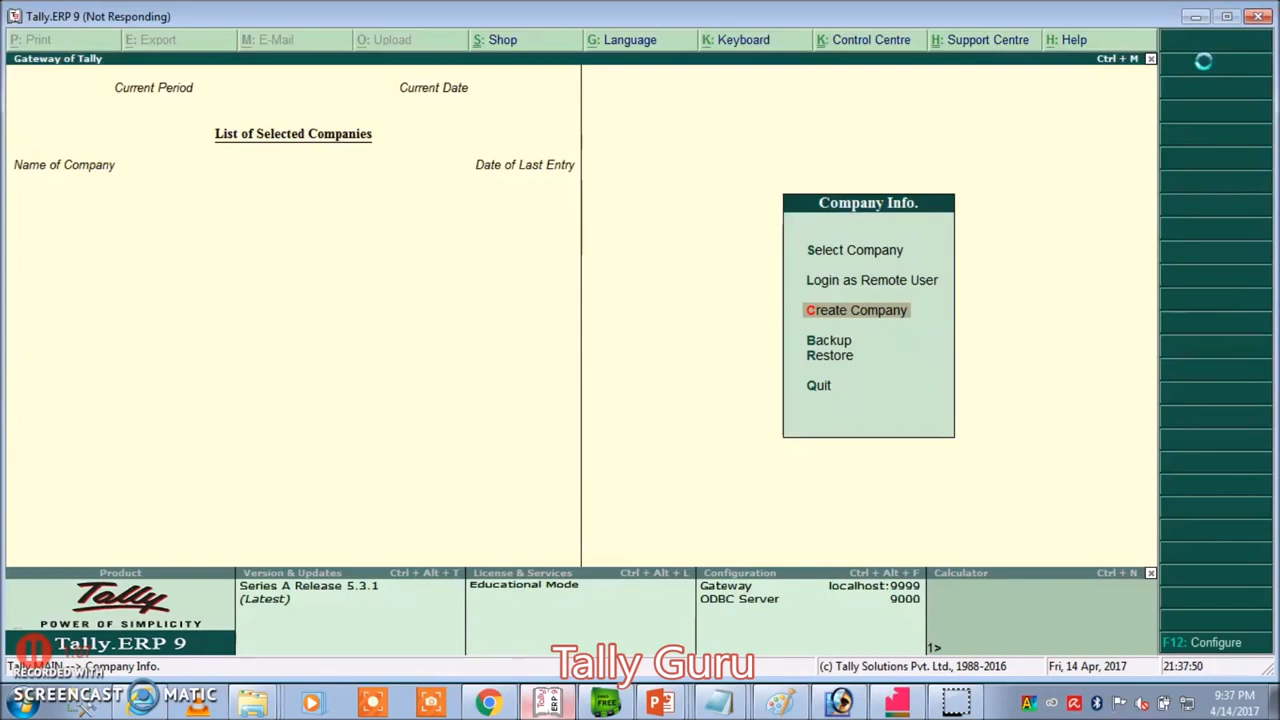 Tally.ERP 9 (Not Responding)
P: Print E: Export M: E-Mail O: Upload S: Shop G: Language K: Keyboard K: Control Centre H: Support Centre H: Help
Gateway of Tally Ctrl + M
Current Period Current Date
List of Selected Companies
Name of Company Date of Last Entry
Company Info.
Select Company
Login as Remote User
Create Company
Backup
Restore
Quit
Product Version & Updates Ctrl + Alt + T License & Services Ctrl + Alt + L Configuration Ctrl + Alt + F Calculator Ctrl + N
Tally
POWER OF SIMPLICITY
Tally.ERP 9
Series A Release 5.3.1
(Latest)
Educational Mode
Gateway localhost:9999
ODBC Server 9000
1>
F12: Configure
Tally Guru
Tally MAIN --> Company Info. (c) Tally Solutions Pvt. Ltd., 1988-2016 Fri, 14 Apr, 2017 21:37:50
RECORDED WITH
SCREENCAST MATIC
9:37 PM
4/14/2017